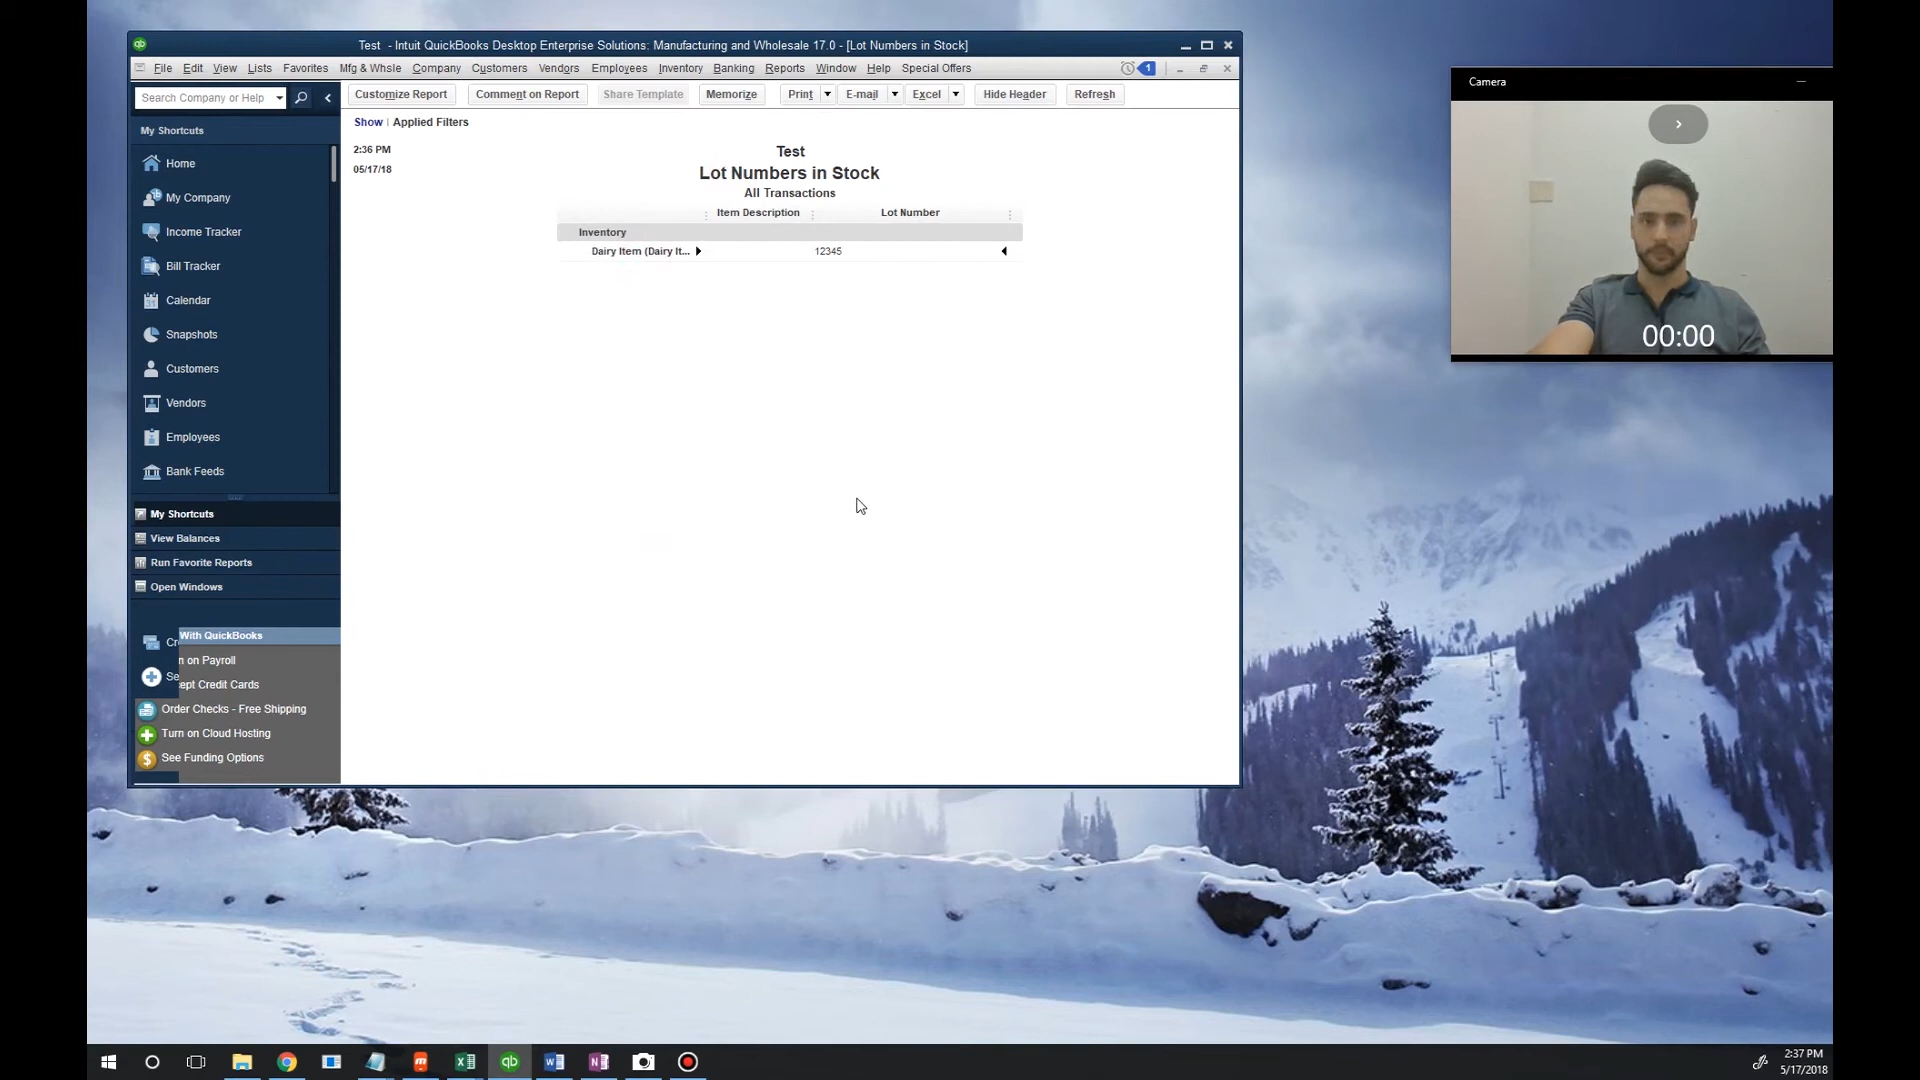 Test - Intuit QuickBooks Desktop Enterprise Solutions: Manufacturing and Wholesale 17.0 - [Lot Numbers in Stock]
File Edit View Lists Favorites Mfg & Whsle Company Customers Vendors Employees Inventory Banking Reports Window Help Special Offers 1
Search Company or Help
Customize Report Comment on Report Share Template Memorize Print E-mail Excel Hide Header Refresh
Show | Applied Filters
2:36 PM
05/17/18
Test
Lot Numbers in Stock
All Transactions
Item Description Lot Number
Inventory
Dairy Item (Dairy It... 12345
My Shortcuts
Home
My Company
Income Tracker
Bill Tracker
Calendar
31
Snapshots
Customers
Vendors
Employees
Bank Feeds
My Shortcuts
View Balances
Run Favorite Reports
Open Windows
With QuickBooks
Cr
n on Payroll
Se
cept Credit Cards
Order Checks - Free Shipping
Turn on Cloud Hosting
$ See Funding Options
Camera
00:00
qb
2:37 PM
5/17/2018